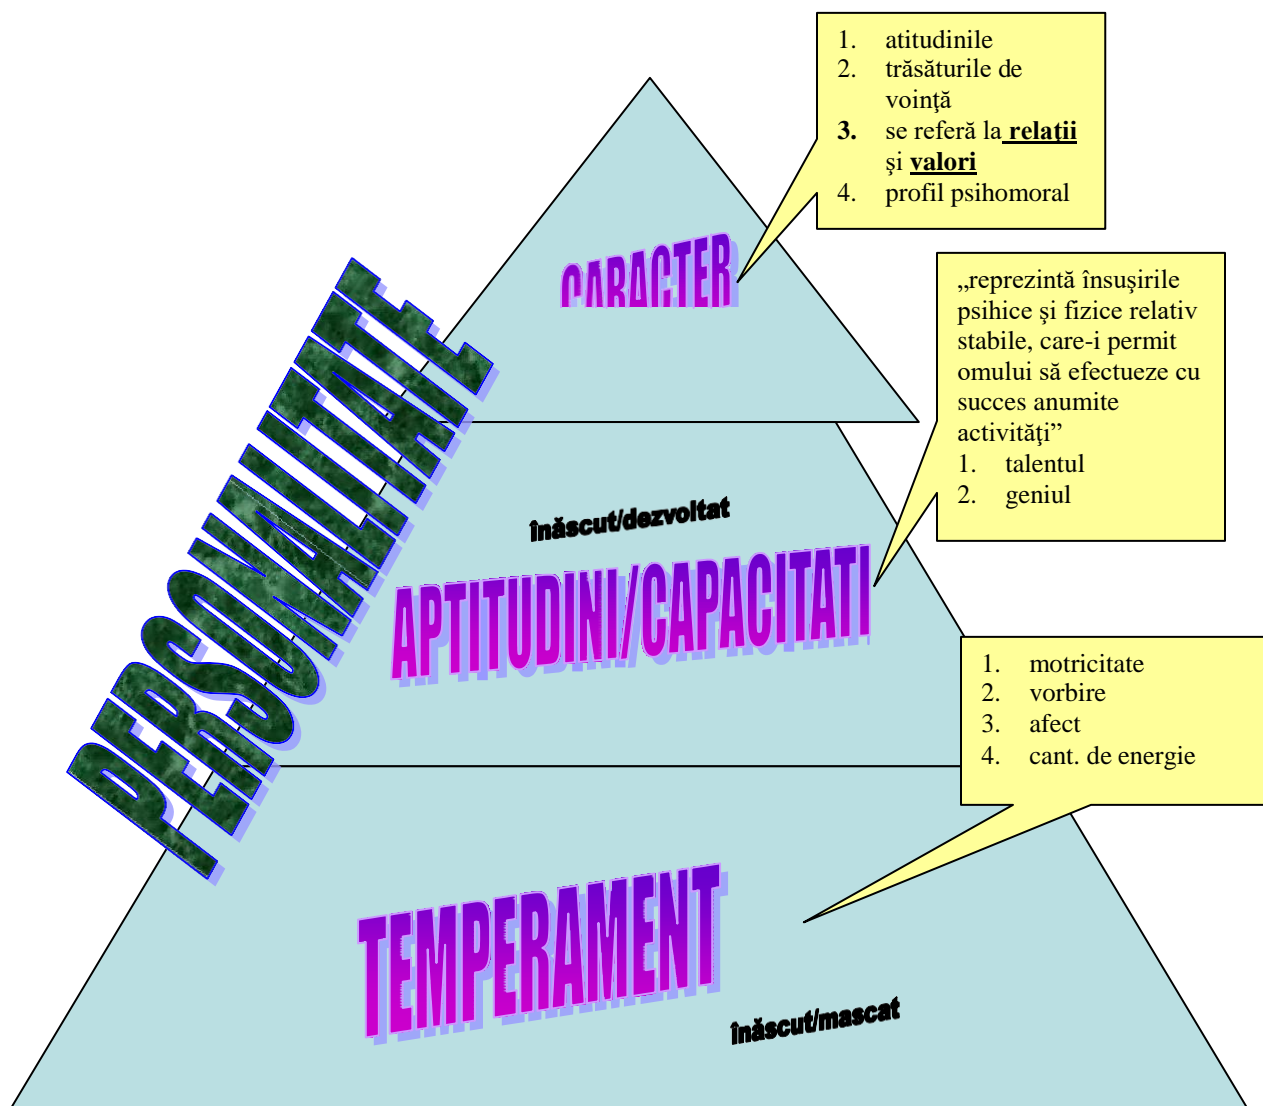 1. atitudinile
2. trăsăturile de
voinţă
3. se referă la relaţii
şi valori
4. profil psihomoral
CARACTER
PERSONALITATE
„reprezintă însuşirile
psihice şi fizice relativ
stabile, care-i permit
omului să efectueze cu
succes anumite
activităţi”
1. talentul
2. geniul
înăscut/dezvoltat
APTITUDINI/CAPACITATI
1. motricitate
2. vorbire
3. afect
4. cant. de energie
TEMPERAMENT
înăscut/mascat